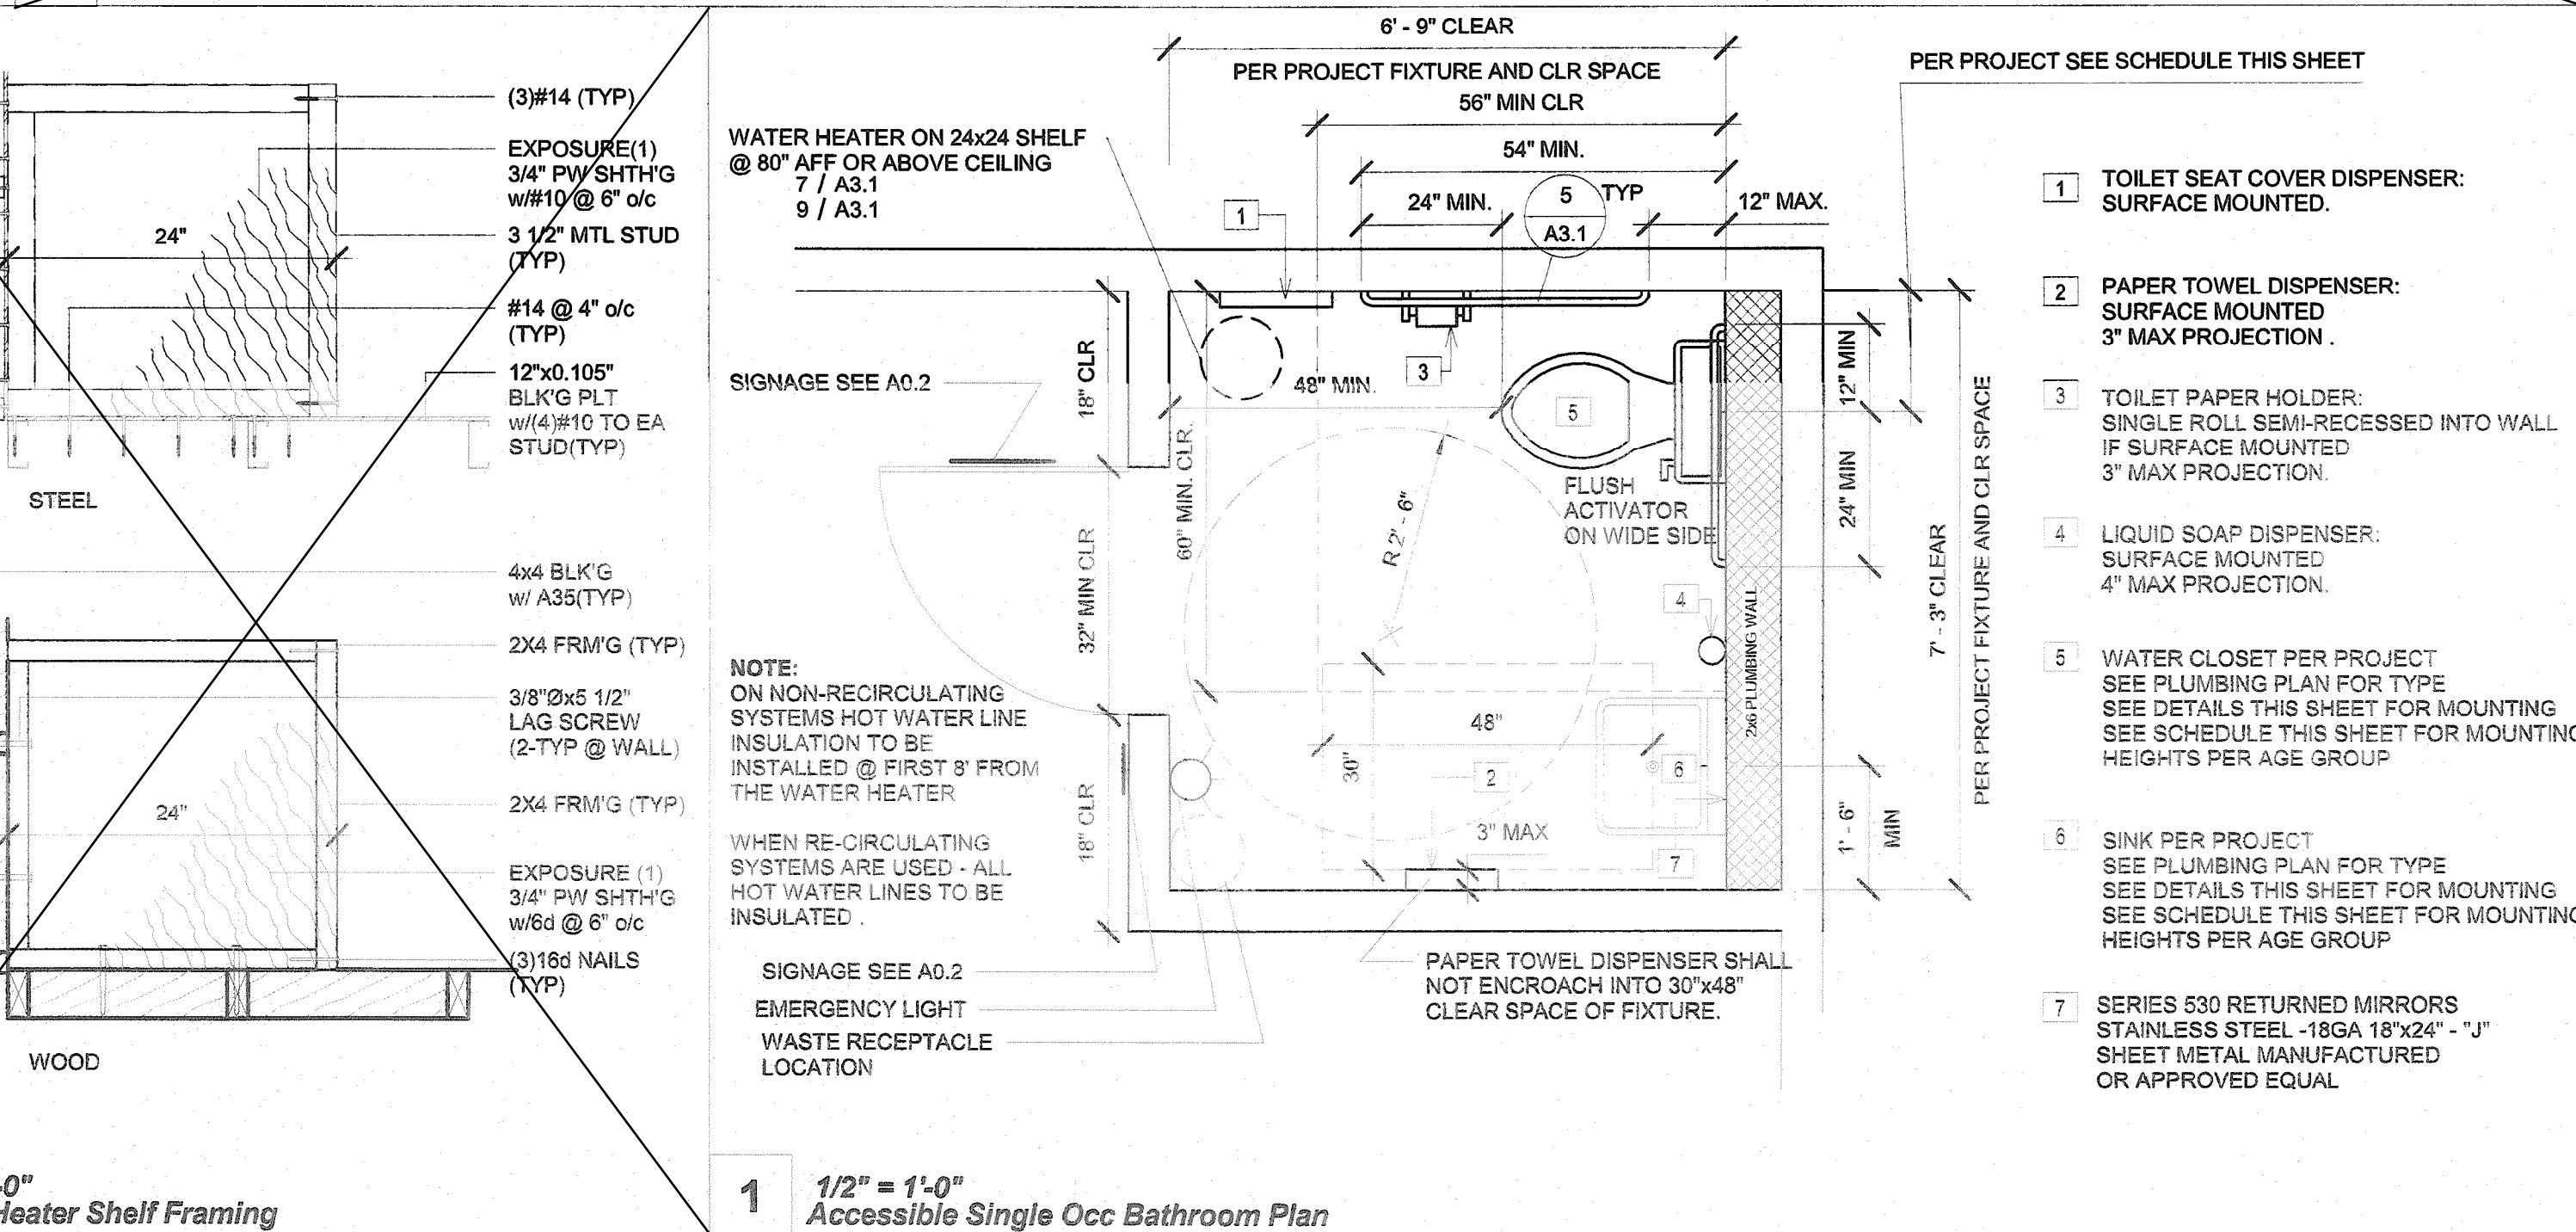 (3)#14 (TYP)
EXPOSURE(1)
3/4" PW SHTH'G
w/#10 @ 6" o/c
24"
3 1/2" MTL STUD
(TYP)
#14 @ 4" o/c
(TYP)
12"x0.105"
BLK'G PLT
w/(4)#10 TO EA
STUD(TYP)
STEEL
4x4 BLK'G
w/ A35(TYP)
2X4 FRM'G (TYP)
3/8"Øx5 1/2"
LAG SCREW
(2-TYP @ WALL)
24"
2X4 FRM'G (TYP)
EXPOSURE (1)
3/4" PW SHTH'G
w/6d @ 6" o/c
(3)16d NAILS
(TYP)
WOOD
-0"
Heater Shelf Framing
6' - 9" CLEAR
PER PROJECT FIXTURE AND CLR SPACE
56" MIN CLR
54" MIN.
24" MIN.
5
A3.1
TYP
12" MAX.
PER PROJECT SEE SCHEDULE THIS SHEET
WATER HEATER ON 24x24 SHELF
@ 80" AFF OR ABOVE CEILING
7 / A3.1
9 / A3.1
1
SIGNAGE SEE A0.2
18" CLR
48" MIN.
3
5
12" MIN
60" MIN. CLR.
R 2' - 6"
FLUSH
ACTIVATOR
ON WIDE SIDE
24" MIN
32" MIN CLR
4
2x6 PLUMBING WALL
7' - 3" CLEAR
PER PROJECT FIXTURE AND CLR SPACE
48"
30"
2
6
3" MAX
7
18" CLR
1' - 6"
MIN
NOTE:
ON NON-RECIRCULATING
SYSTEMS HOT WATER LINE
INSULATION TO BE
INSTALLED @ FIRST 8' FROM
THE WATER HEATER
WHEN RE-CIRCULATING
SYSTEMS ARE USED - ALL
HOT WATER LINES TO BE
INSULATED .
SIGNAGE SEE A0.2
EMERGENCY LIGHT
WASTE RECEPTACLE
LOCATION
PAPER TOWEL DISPENSER SHALL
NOT ENCROACH INTO 30"x48"
CLEAR SPACE OF FIXTURE.
1 TOILET SEAT COVER DISPENSER:
SURFACE MOUNTED.
2 PAPER TOWEL DISPENSER:
SURFACE MOUNTED
3" MAX PROJECTION .
3 TOILET PAPER HOLDER:
SINGLE ROLL SEMI-RECESSED INTO WALL
IF SURFACE MOUNTED
3" MAX PROJECTION.
4 LIQUID SOAP DISPENSER:
SURFACE MOUNTED
4" MAX PROJECTION.
5 WATER CLOSET PER PROJECT
SEE PLUMBING PLAN FOR TYPE
SEE DETAILS THIS SHEET FOR MOUNTING
SEE SCHEDULE THIS SHEET FOR MOUNTING
HEIGHTS PER AGE GROUP
6 SINK PER PROJECT
SEE PLUMBING PLAN FOR TYPE
SEE DETAILS THIS SHEET FOR MOUNTING
SEE SCHEDULE THIS SHEET FOR MOUNTING
HEIGHTS PER AGE GROUP
7 SERIES 530 RETURNED MIRRORS
STAINLESS STEEL -18GA 18"x24" - "J"
SHEET METAL MANUFACTURED
OR APPROVED EQUAL
1
1/2" = 1'-0"
Accessible Single Occ Bathroom Plan